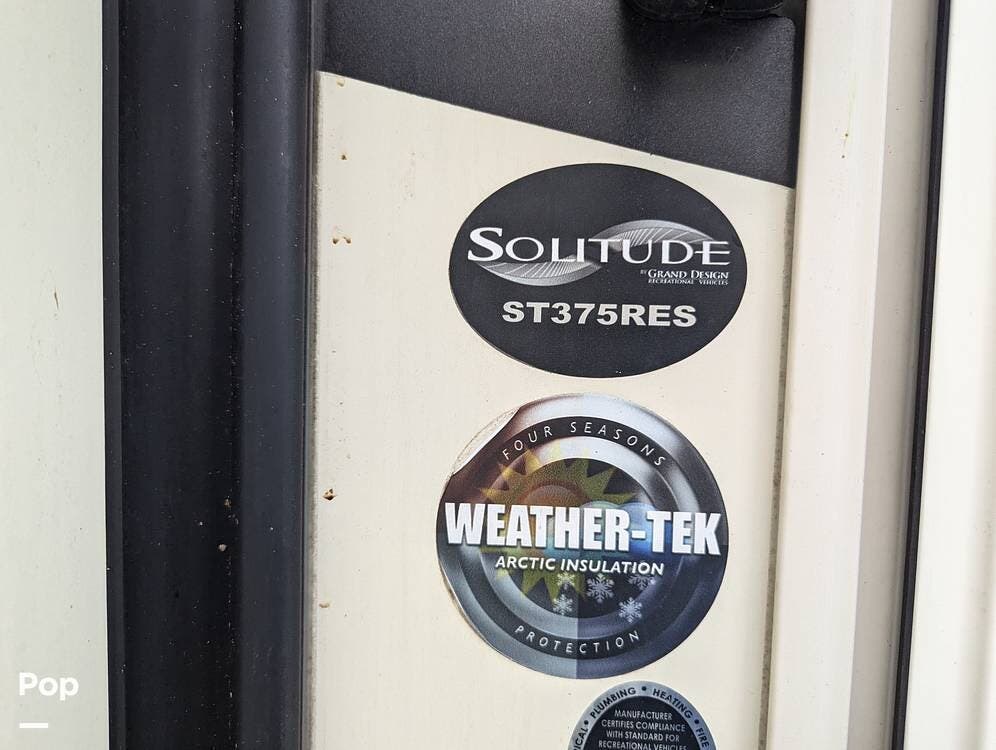 SOLITUDE
BY GRAND DESIGN
RECREATIONAL VEHICLES
ST375RES
FOUR SEASONS
WEATHER-TEK
ARCTIC INSULATION
PROTECTION
• PLUMBING • HEATING • FIRE
MANUFACTURER
CERTIFIES COMPLIANCE
WITH STANDARD FOR
RECREATIONAL VEHICLES
Pop